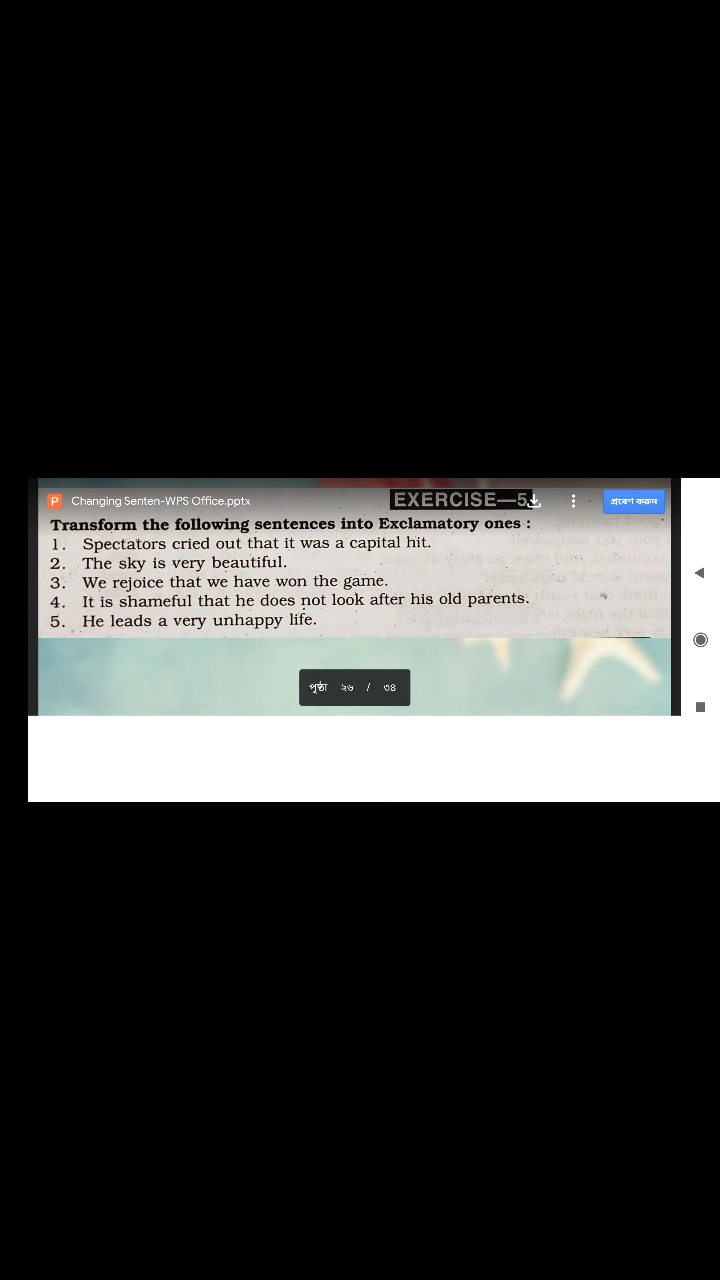 Changing Senten-WPS Office.pptx
EXERCISE—5
প্রবেশ করুন
Transform the following sentences into Exclamatory ones :
1. Spectators cried out that it was a capital hit.
2. The sky is very beautiful.
3. We rejoice that we have won the game.
4. It is shameful that he does not look after his old parents.
5. He leads a very unhappy life.
পৃষ্ঠা ২৬ / ৩৪